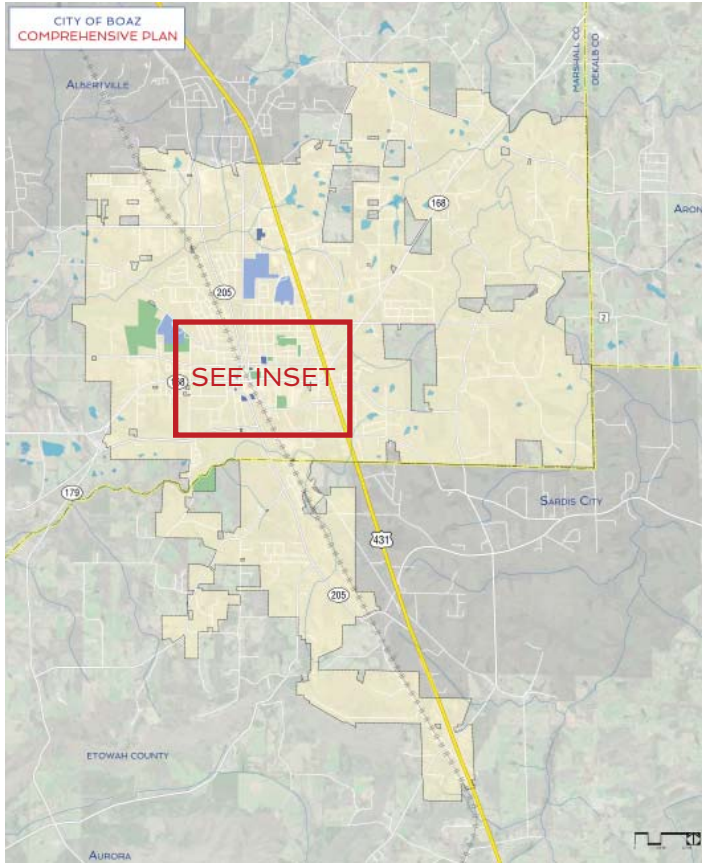 CITY OF BOAZ
COMPREHENSIVE PLAN
ALBERTVILLE
MARSHALL CO
DEKALB CO
168
ARON
205
2
SEE INSET
168
179
SARDIS CITY
431
205
ETOWAH COUNTY
AURORA